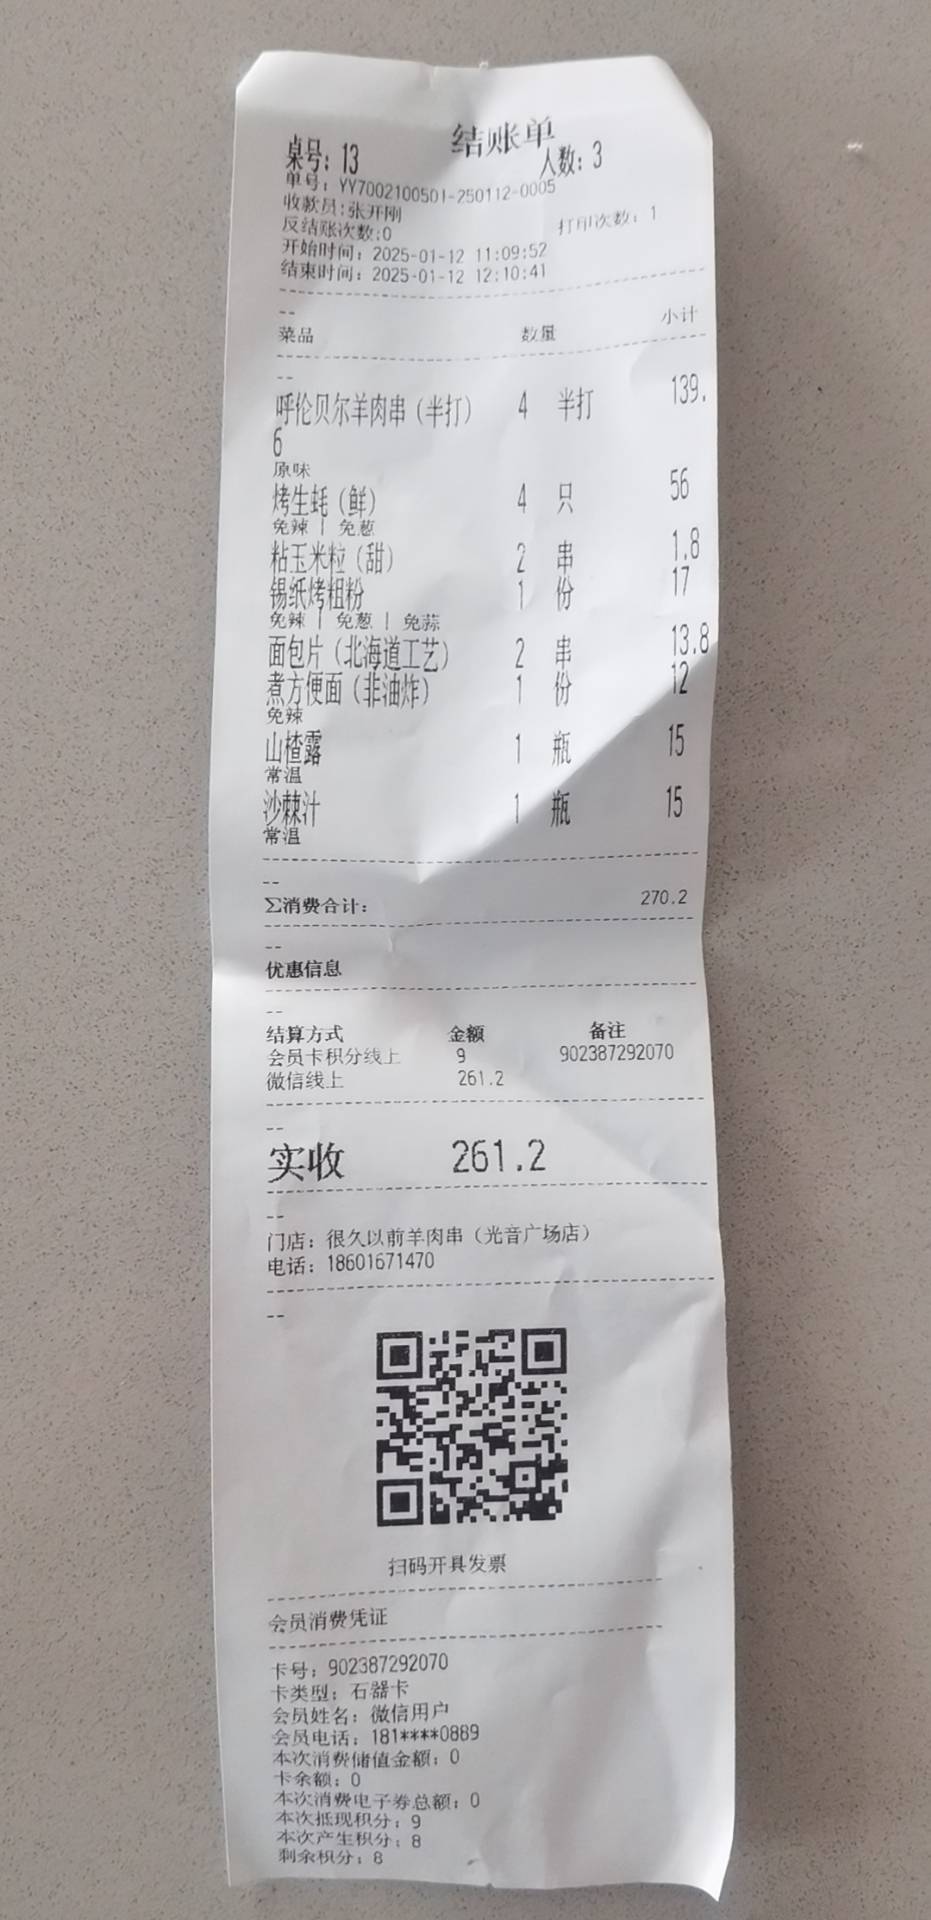 结账单
桌号：13 人数：3
单号：YY7002100501-250112-0005
收款员:张开刚
反结账次数:0 打印次数：1
开始时间：2025-01-12 11:09:52
结束时间：2025-01-12 12:10:41
--
菜品 数量 小计
--
呼伦贝尔羊肉串（半打） 4 半打 139.
6
原味
烤生蚝（鲜） 4 只 56
免辣 | 免葱
粘玉米粒（甜） 2 串 1.8
锡纸烤粗粉 1 份 17
免辣 | 免葱 | 免蒜
面包片（北海道工艺） 2 串 13.8
煮方便面（非油炸） 1 份 12
免辣
山楂露 1 瓶 15
常温
沙棘汁 1 瓶 15
常温
--
∑消费合计： 270.2
--
优惠信息
--
结算方式 金额 备注
会员卡积分线上 9 902387292070
微信线上 261.2
--
实收 261.2
--
门店：很久以前羊肉串（光音广场店）
电话：18601671470
--
扫码开具发票
会员消费凭证
卡号：902387292070
卡类型：石器卡
会员姓名：微信用户
会员电话：181****0889
本次消费储值金额：0
卡余额：0
本次消费电子券总额：0
本次抵现积分：9
本次产生积分：8
剩余积分：8